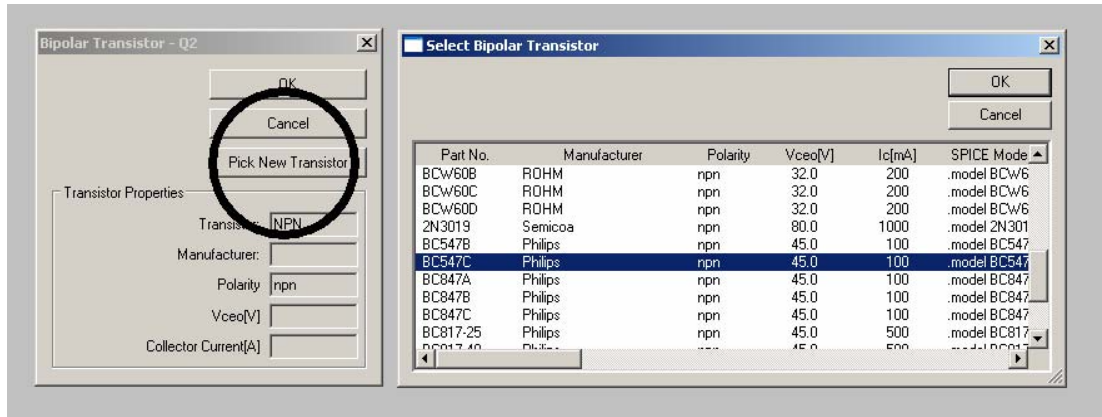 Bipolar Transistor - Q2
OK
Cancel
Pick New Transistor
Transistor Properties
Transistor: NPN
Manufacturer:
Polarity npn
Vceo[V]
Collector Current[A]
Select Bipolar Transistor
OK
Cancel
Part No. Manufacturer Polarity Vceo[V] Ic[mA] SPICE Mode
BCW60B ROHM npn 32.0 200 .model BCW6
BCW60C ROHM npn 32.0 200 .model BCW6
BCW60D ROHM npn 32.0 200 .model BCW6
2N3019 Semicoa npn 80.0 1000 .model 2N301
BC547B Philips npn 45.0 100 .model BC547
BC547C Philips npn 45.0 100 .model BC547
BC847A Philips npn 45.0 100 .model BC847
BC847B Philips npn 45.0 100 .model BC847
BC847C Philips npn 45.0 100 .model BC847
BC817-25 Philips npn 45.0 500 .model BC817